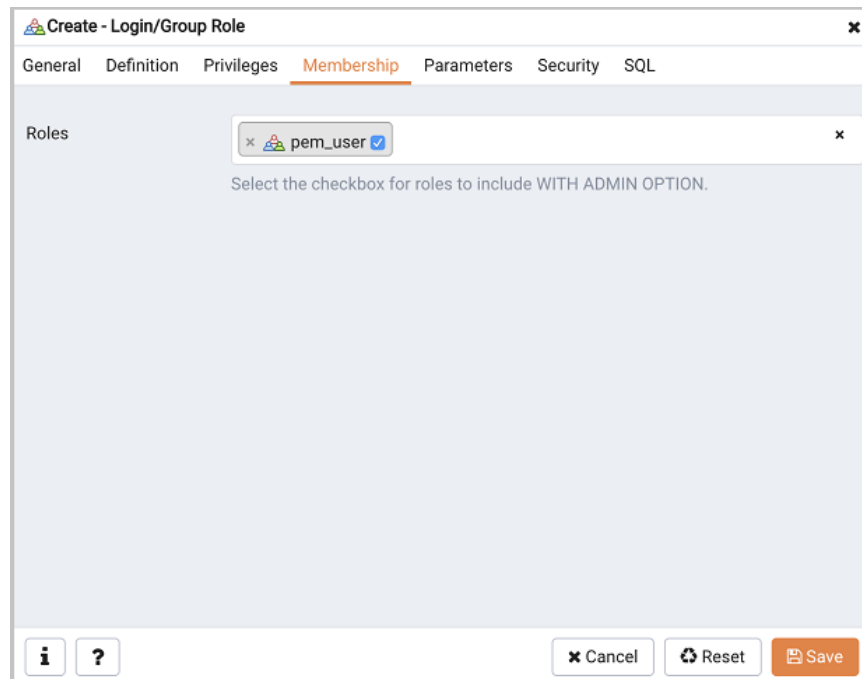 Create - Login/Group Role
General Definition Privileges Membership Parameters Security SQL
Roles
pem_user
Select the checkbox for roles to include WITH ADMIN OPTION.
i ? Cancel Reset Save